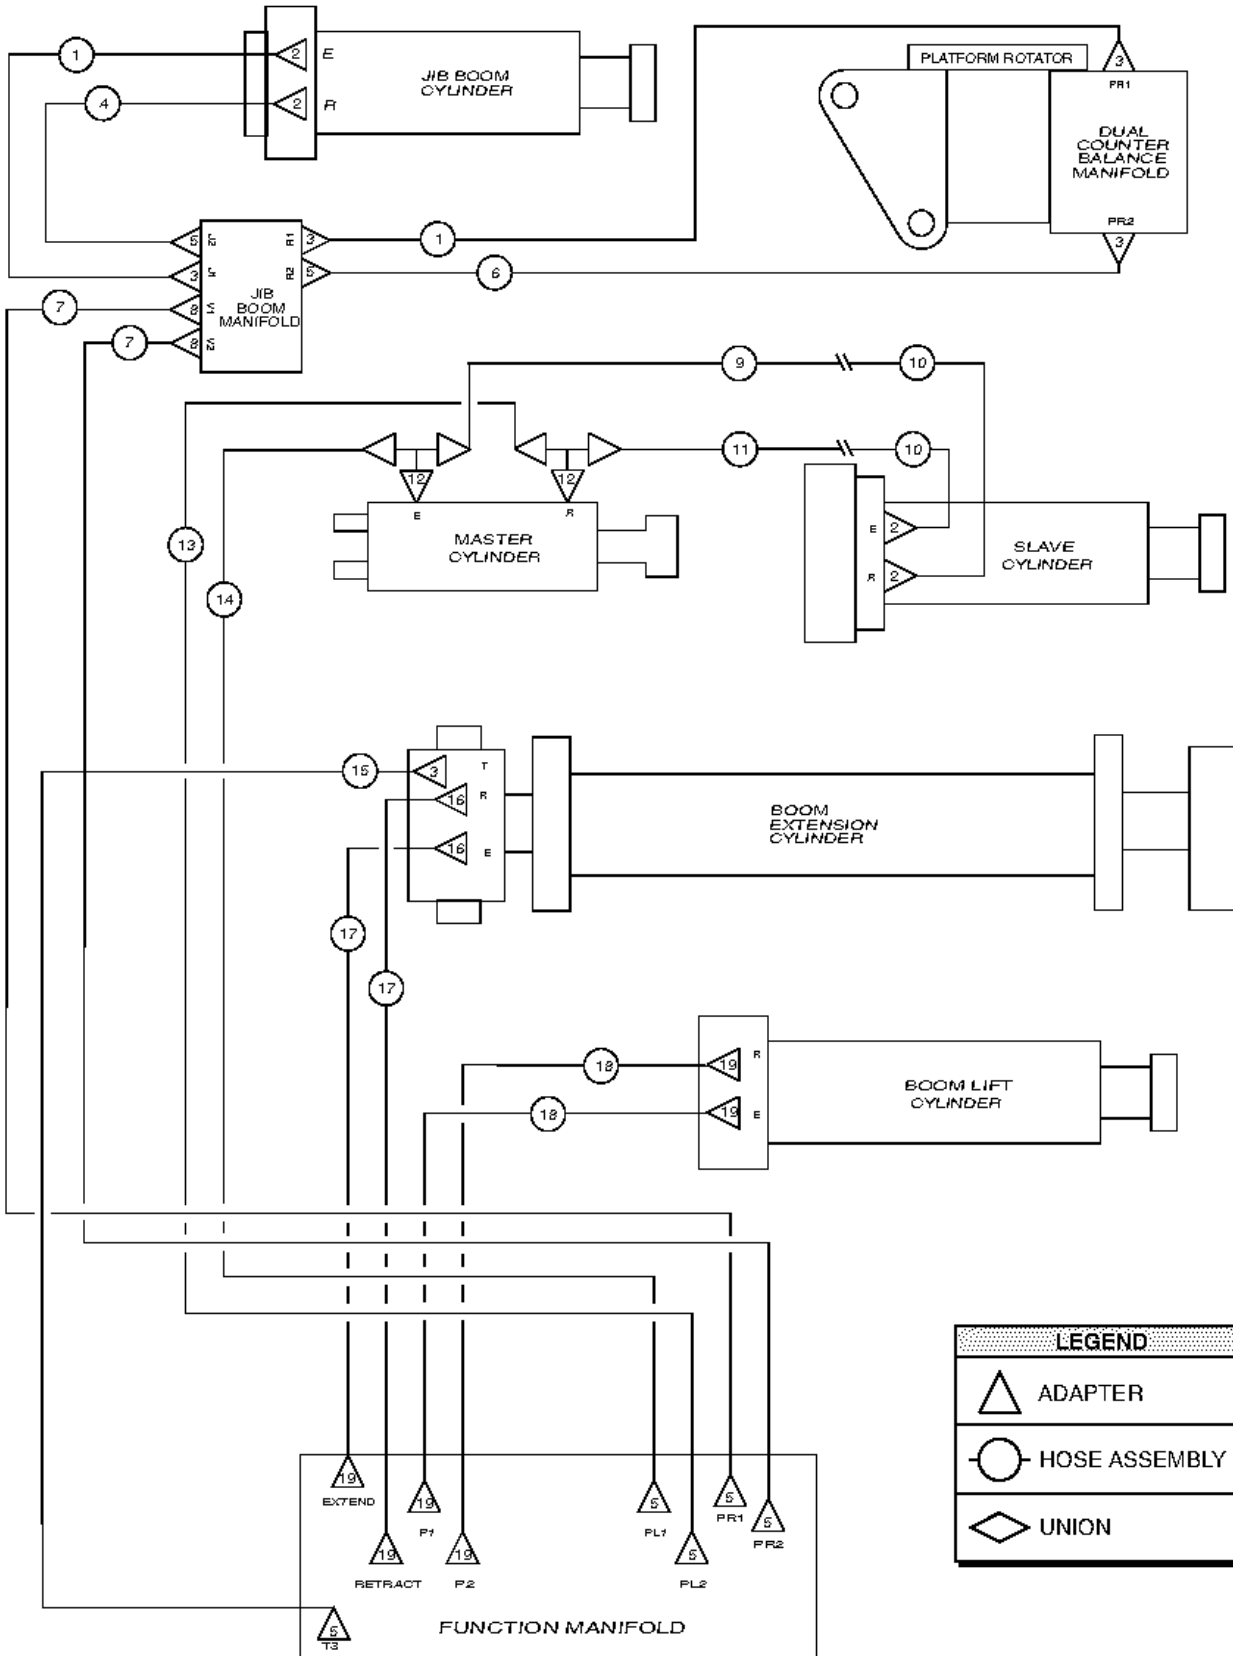 1
2
E
JIB BOOM
CYLINDER
4
2
R
3
PLATFORM ROTATOR
PR1
DUAL
COUNTER
BALANCE
MANIFOLD
PR2
3
5
R1
3
1
3
R2
5
6
JIB
BOOM
MANIFOLD
7
8
7
8
9
10
11
10
12
12
E
R
MASTER
CYLINDER
E
2
R
2
SLAVE
CYLINDER
13
14
15
3
T
16
R
16
E
BOOM
EXTENSION
CYLINDER
17
17
18
19
R
18
19
E
BOOM LIFT
CYLINDER
LEGEND
ADAPTER
HOSE ASSEMBLY
UNION
19
EXTEND
19
P1
5
PL1
5
PR1
5
PR2
19
RETRACT
19
P2
5
PL2
5
T3
FUNCTION MANIFOLD